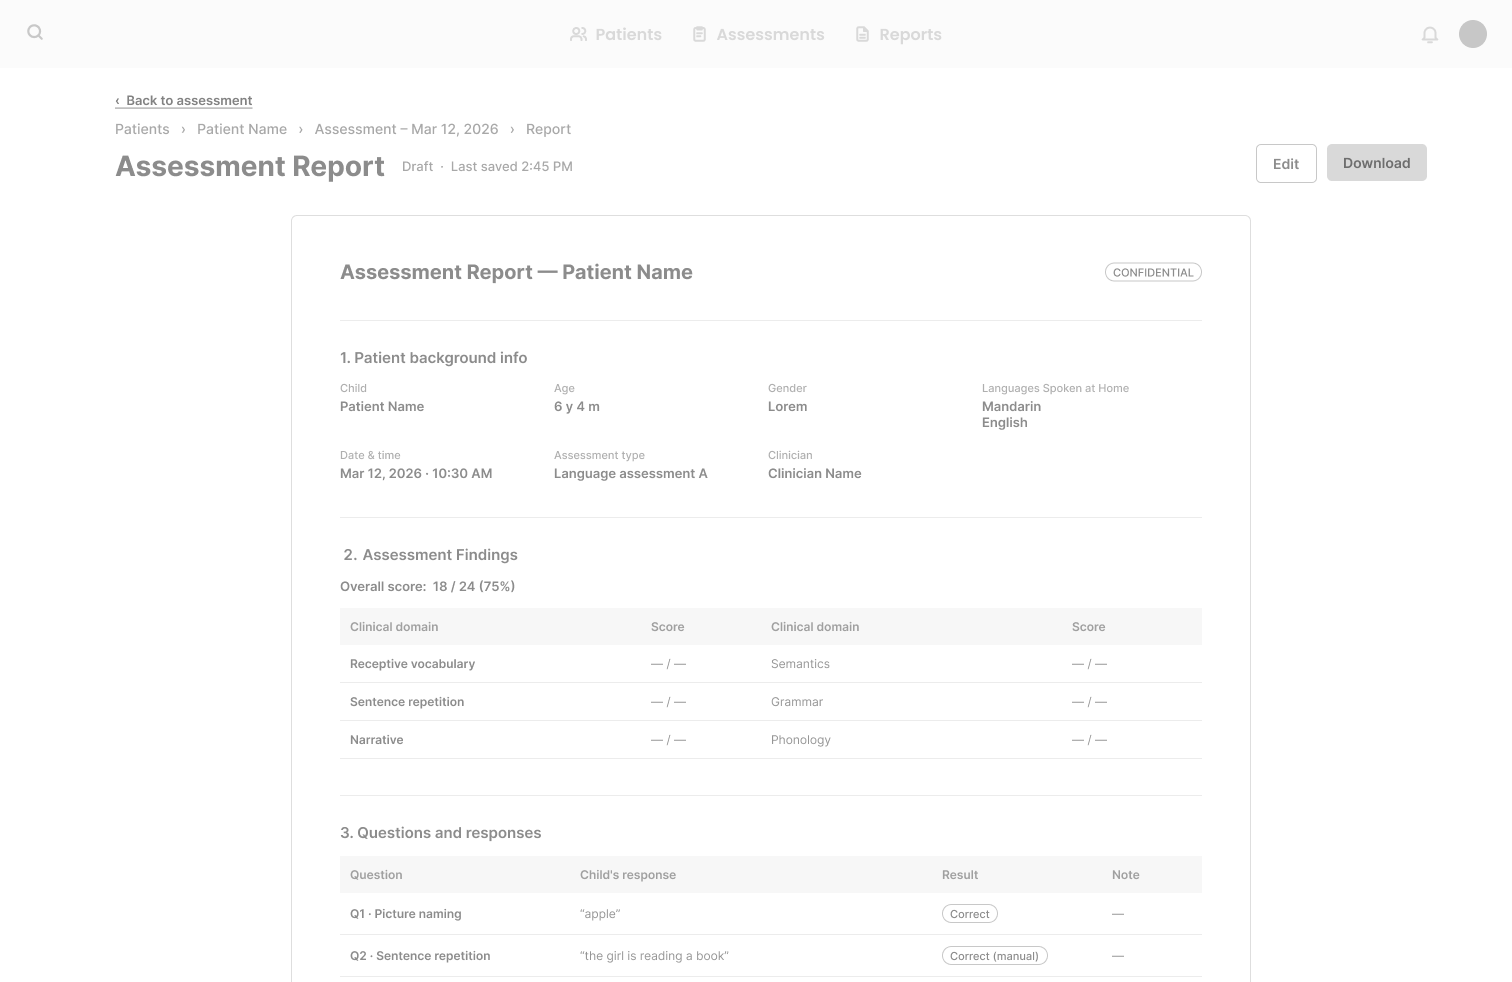 Patients Assessments Reports
‹ Back to assessment
Patients › Patient Name › Assessment – Mar 12, 2026 › Report
Assessment Report Draft · Last saved 2:45 PM Edit Download
Assessment Report — Patient Name CONFIDENTIAL
1. Patient background info
Child Age Gender Languages Spoken at Home
Patient Name 6 y 4 m Lorem Mandarin
English
Date & time Assessment type Clinician
Mar 12, 2026 · 10:30 AM Language assessment A Clinician Name
2. Assessment Findings
Overall score: 18 / 24 (75%)
Clinical domain Score Clinical domain Score
Receptive vocabulary — / — Semantics — / —
Sentence repetition — / — Grammar — / —
Narrative — / — Phonology — / —
3. Questions and responses
Question Child's response Result Note
Q1 · Picture naming “apple” Correct —
Q2 · Sentence repetition “the girl is reading a book” Correct (manual) —